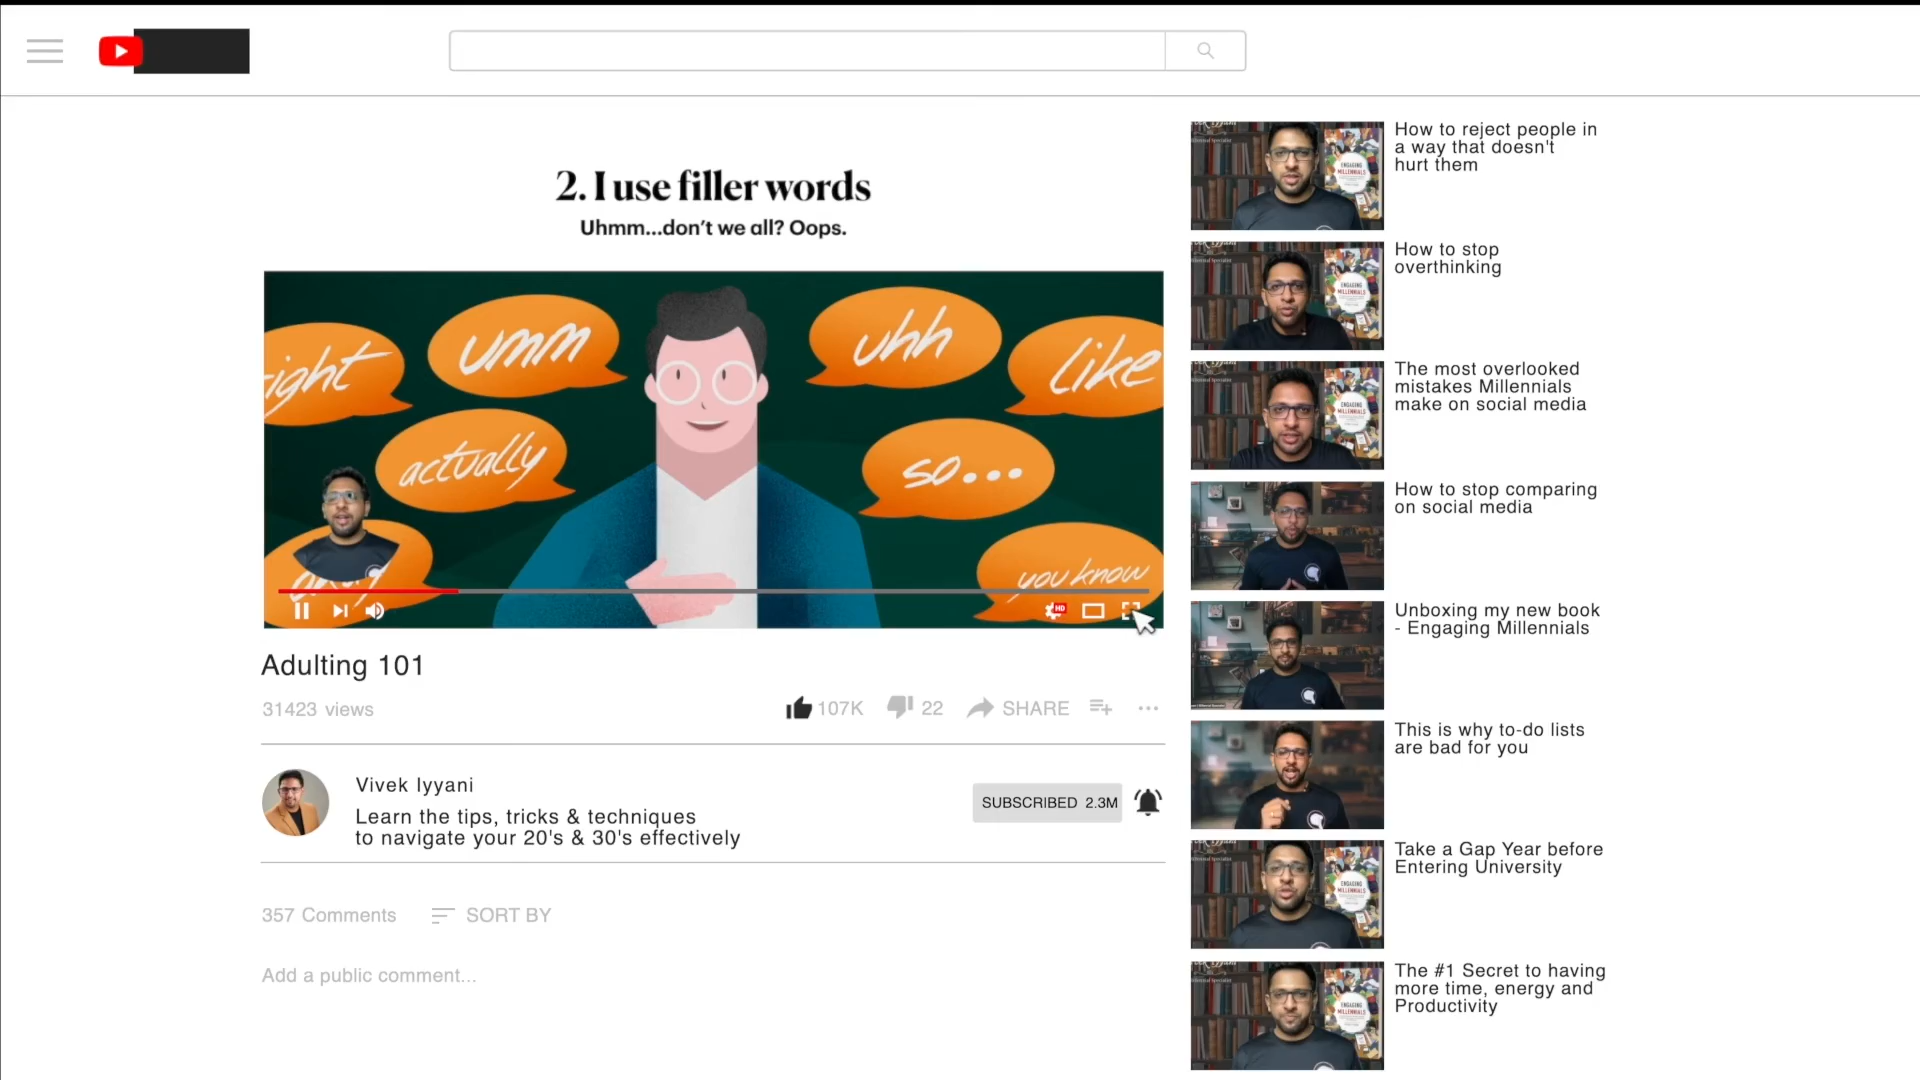 2. I use filler words
Uhmm...don't we all? Oops.
umm
uhh
like
actually
so...
you know
HD
Adulting 101
31423 views
107K
22
SHARE
Vivek Iyyani
Learn the tips, tricks & techniques
to navigate your 20's & 30's effectively
SUBSCRIBED 2.3M
357 Comments
SORT BY
Add a public comment...
How to reject people in
a way that doesn't
hurt them
How to stop
overthinking
The most overlooked
mistakes Millennials
make on social media
How to stop comparing
on social media
Unboxing my new book
- Engaging Millennials
This is why to-do lists
are bad for you
Take a Gap Year before
Entering University
The #1 Secret to having
more time, energy and
Productivity
ENGAGING
MILLENNIALS